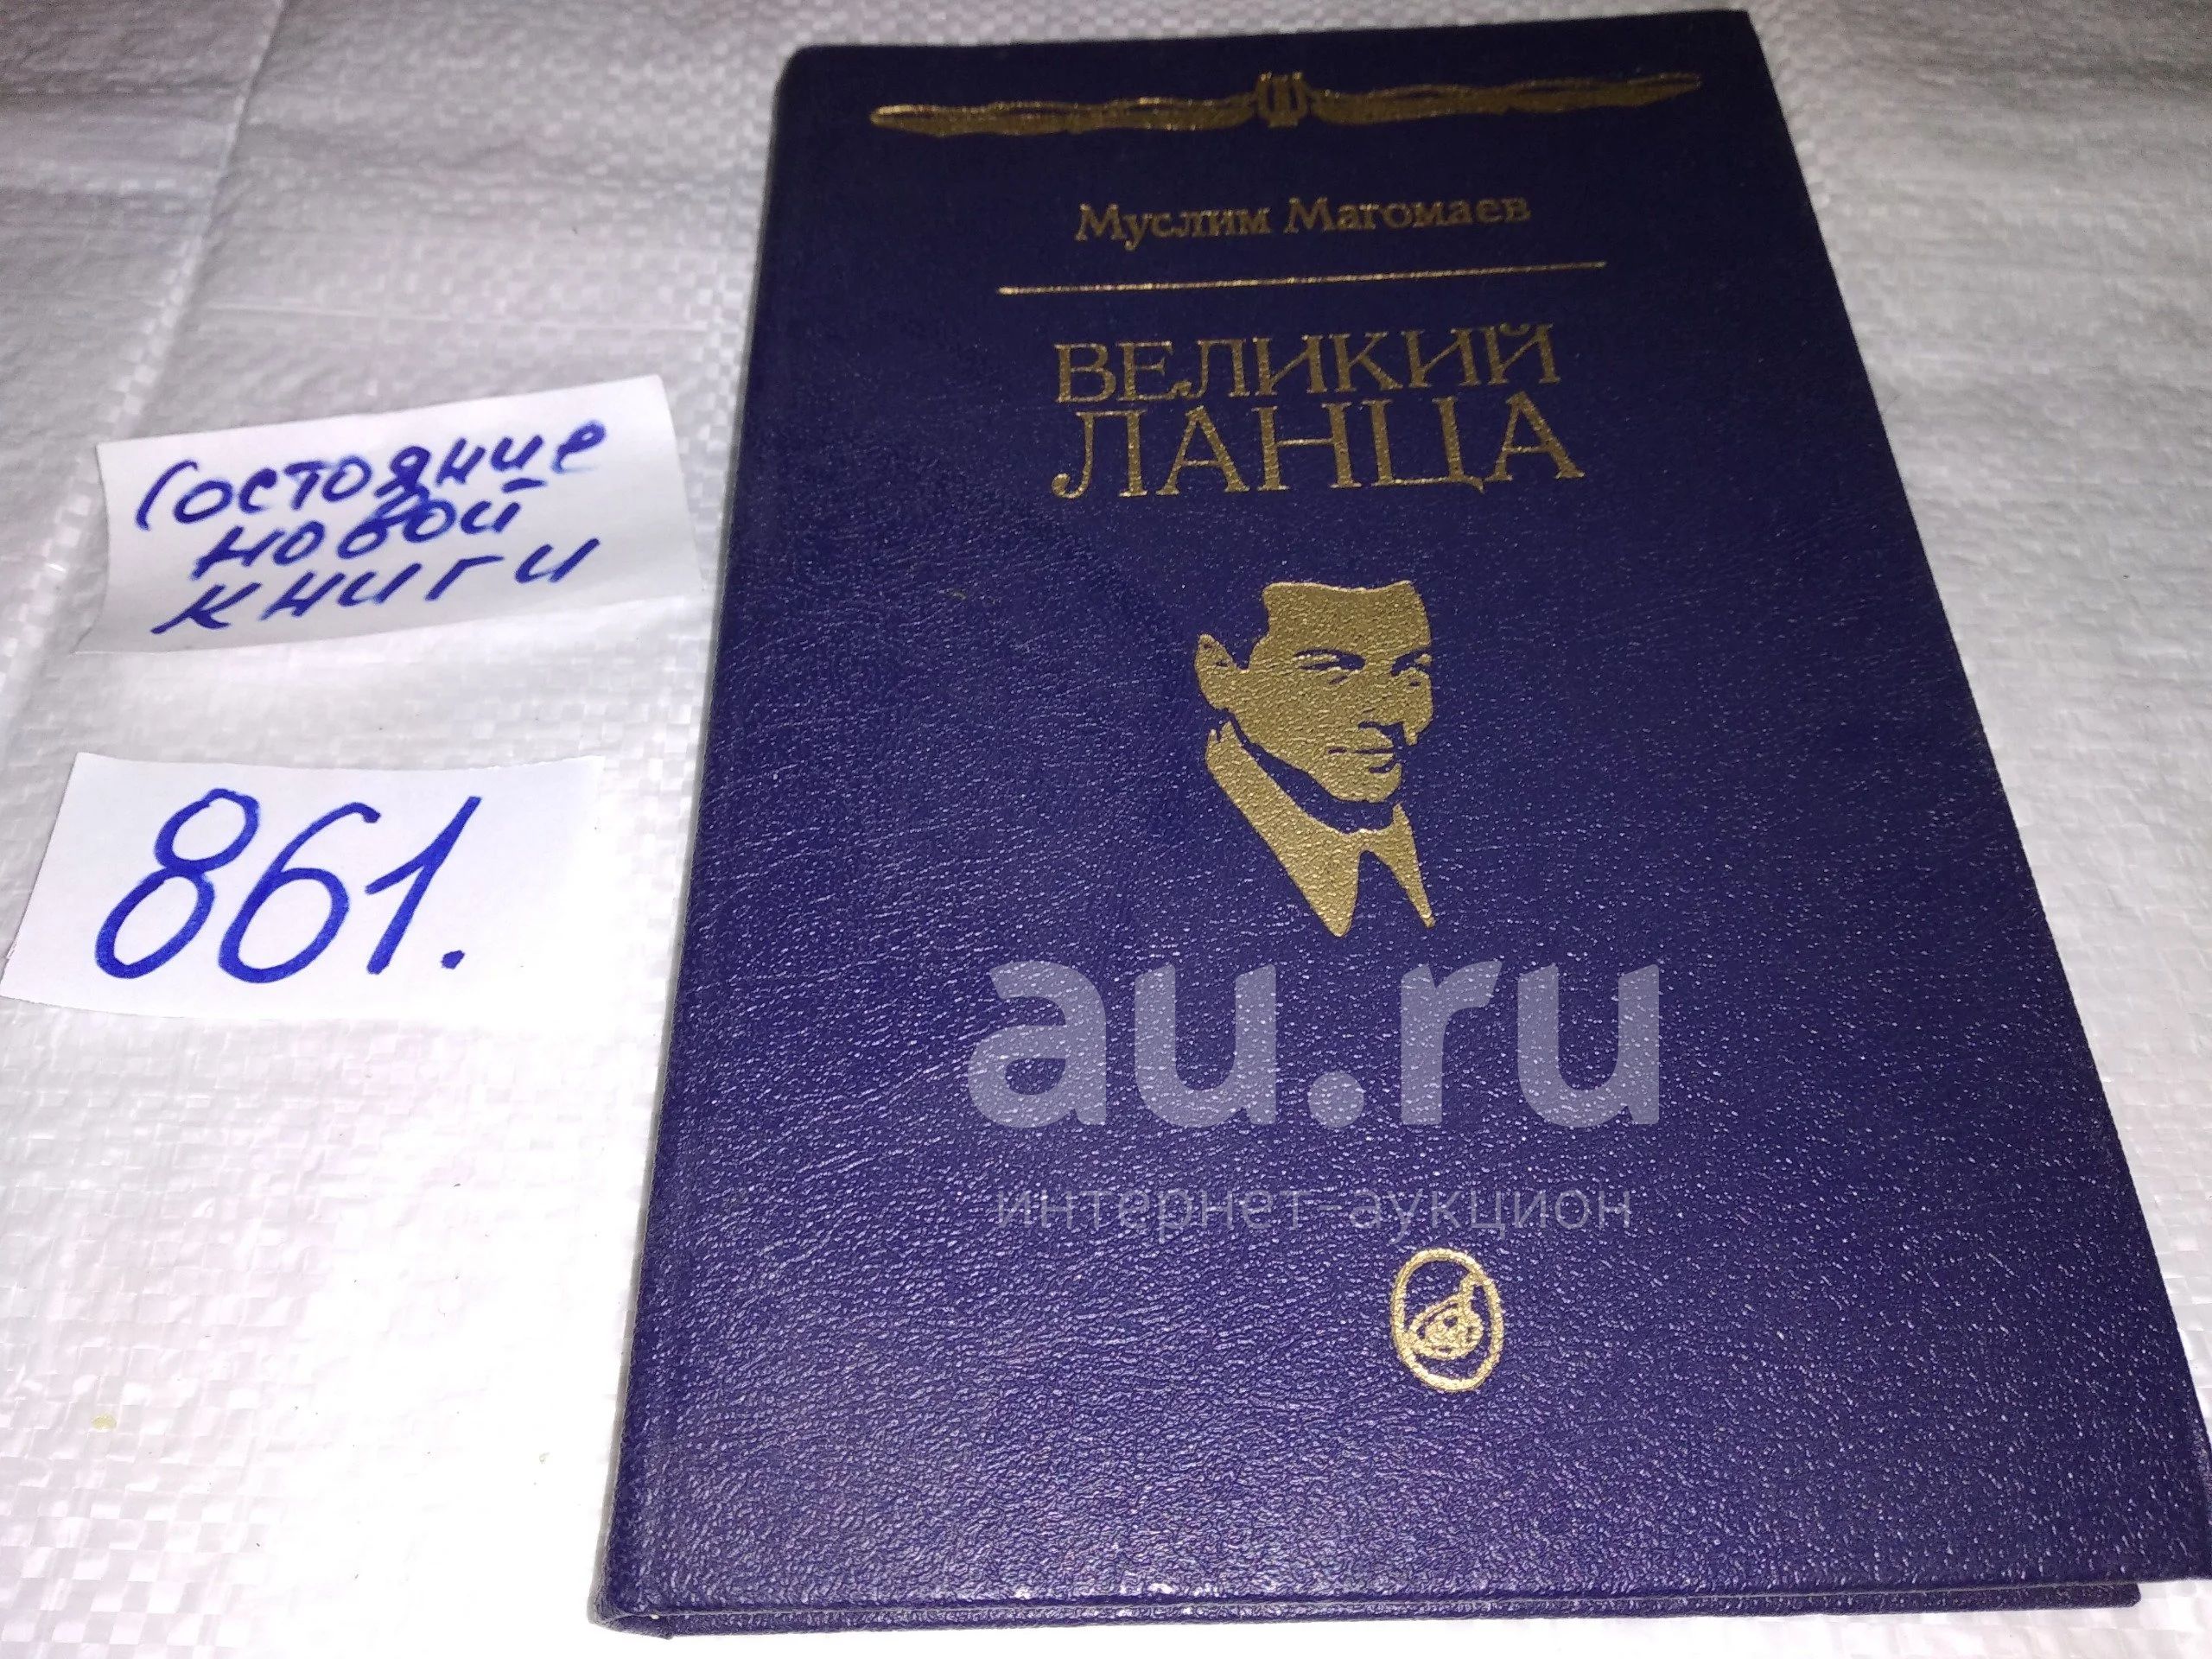 Муслим Магомаев
ВЕЛИКИЙ
ЛАНЦА
Состояние
новой
книги
861.
au.ru
интернет-аукцион